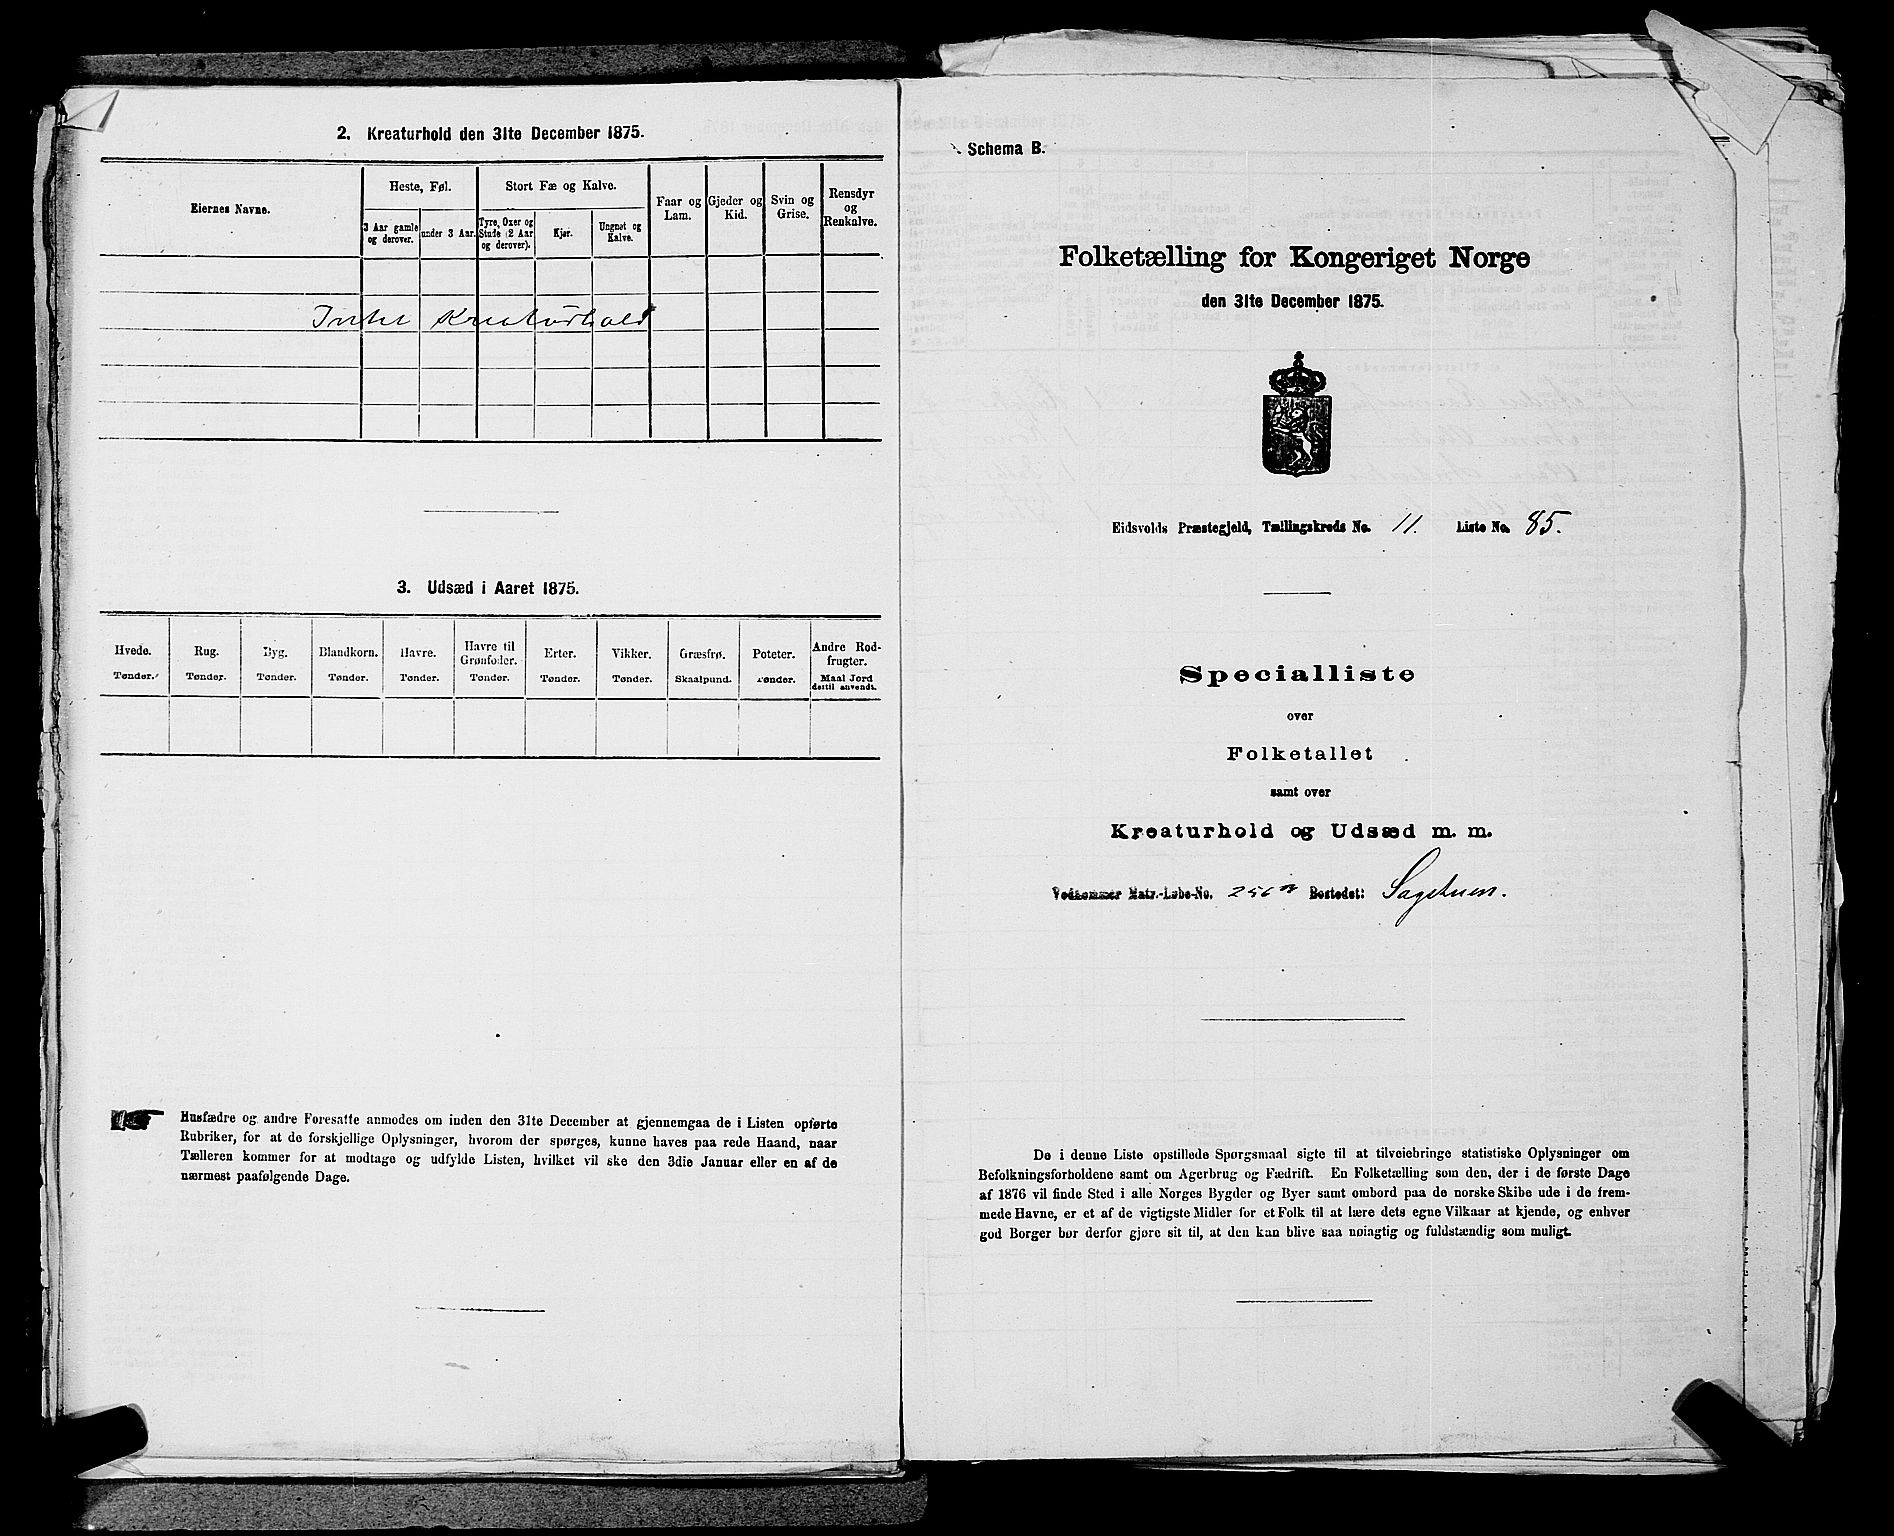 2. Kreaturhold den 31te December 1875.
Eiernes Navne.
Heste, Føl.
Stort Fæ og Kalve.
Faar og Lam.
Gjeder og Kid.
Svin og Grise.
Rensdyr og Renkalve.
3 Aar gamle og derover.
under 3 Aar.
Tyre, Oxer og Stude (2 Aar og derover).
Kjør.
Ungnøt og Kalve.
Intet Kreaturhold
3. Udsæd i Aaret 1875.
Hvede. Rug. Byg. Blandkorn. Havre. Havre til Grønfoder. Erter. Vikker. Græsfrø. Poteter. Andre Rodfrugter.
Tønder. Tønder. Tønder. Tønder. Tønder. Tønder. Tønder. Tønder. Skaalpund. Tønder. Maal Jord dertil anvendt.
Husfædre og andre Foresatte anmodes om inden den 31te December at gjennemgaa de i Listen opførte
Rubriker, for at de forskjellige Oplysninger, hvorom der spørges, kunne haves paa rede Haand, naar
Tælleren kommer for at modtage og udfylde Listen, hvilket vil ske den 3die Januar eller en af de
nærmest paafølgende Dage.
Schema B.
Folketælling for Kongeriget Norge
den 31te December 1875.
Eidsvolds Præstegjeld, Tællingskreds No. 11. Liste No. 85.
Specialliste
over
Folketallet
samt over
Kreaturhold og Udsæd m. m.
Vedkommer Matr.-Løbe-No. 256 Bostedet: Sagstuen.
De i denne Liste opstillede Spørgsmaal sigte til at tilveiebringe statistiske Oplysninger om
Befolkningsforholdene samt om Agerbrug og Fædrift. En Folketælling som den, der i de første Dage
af 1876 vil finde Sted i alle Norges Bygder og Byer samt ombord paa de norske Skibe ude i de frem-
mede Havne, er et af de vigtigste Midler for et Folk til at lære dets egne Vilkaar at kjende, og enhver
god Borger bør derfor gjøre sit til, at den kan blive saa nøiagtig og fuldstændig som muligt.